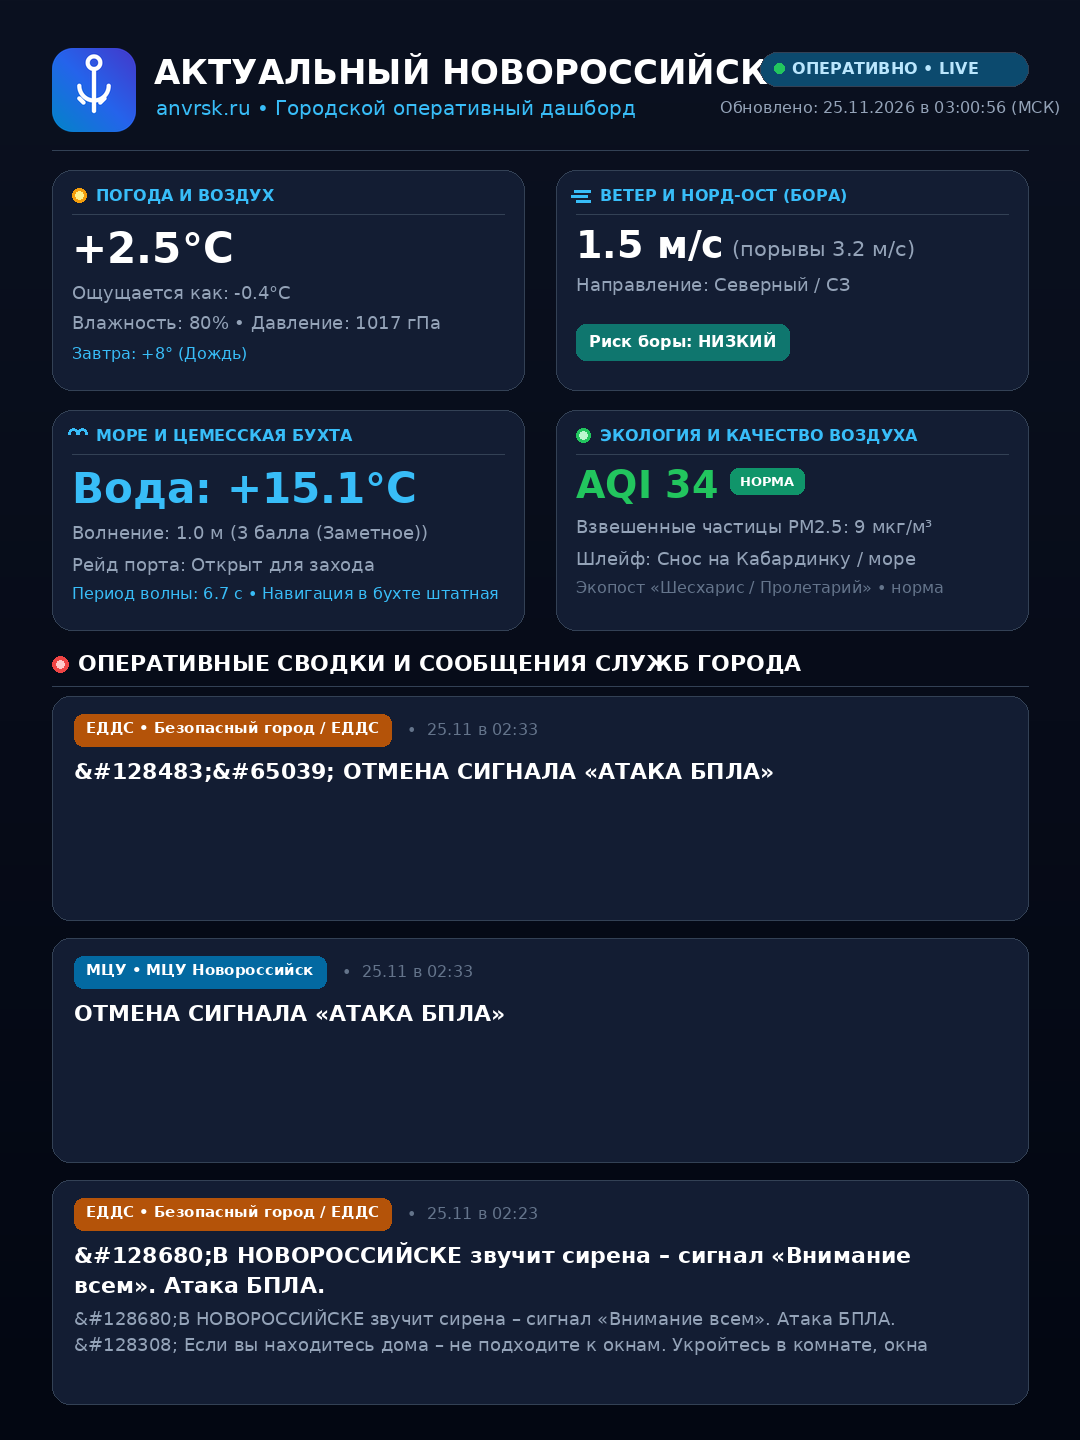 АКТУАЛЬНЫЙ НОВОРОССИЙСК
ОПЕРАТИВНО • LIVE
anvrsk.ru • Городской оперативный дашборд
Обновлено: 25.11.2026 в 03:00:56 (МСК)
ПОГОДА И ВОЗДУХ
+2.5°C
Ощущается как: -0.4°C
Влажность: 80% • Давление: 1017 гПа
Завтра: +8° (Дождь)
ВЕТЕР И НОРД-ОСТ (БОРА)
1.5 м/с (порывы 3.2 м/с)
Направление: Северный / СЗ
Риск боры: НИЗКИЙ
МОРЕ И ЦЕМЕССКАЯ БУХТА
Вода: +15.1°C
Волнение: 1.0 м (3 балла (Заметное))
Рейд порта: Открыт для захода
Период волны: 6.7 с • Навигация в бухте штатная
ЭКОЛОГИЯ И КАЧЕСТВО ВОЗДУХА
AQI 34 НОРМА
Взвешенные частицы PM2.5: 9 мкг/м³
Шлейф: Снос на Кабардинку / море
Экопост «Шесхарис / Пролетарий» • норма
ОПЕРАТИВНЫЕ СВОДКИ И СООБЩЕНИЯ СЛУЖБ ГОРОДА
ЕДДС • Безопасный город / ЕДДС • 25.11 в 02:33
&#128483;&#65039; ОТМЕНА СИГНАЛА «АТАКА БПЛА»
МЦУ • МЦУ Новороссийск • 25.11 в 02:33
ОТМЕНА СИГНАЛА «АТАКА БПЛА»
ЕДДС • Безопасный город / ЕДДС • 25.11 в 02:23
&#128680;В НОВОРОССИЙСКЕ звучит сирена – сигнал «Внимание
всем». Атака БПЛА.
&#128680;В НОВОРОССИЙСКЕ звучит сирена – сигнал «Внимание всем». Атака БПЛА.
&#128308; Если вы находитесь дома – не подходите к окнам. Укройтесь в комнате, окна